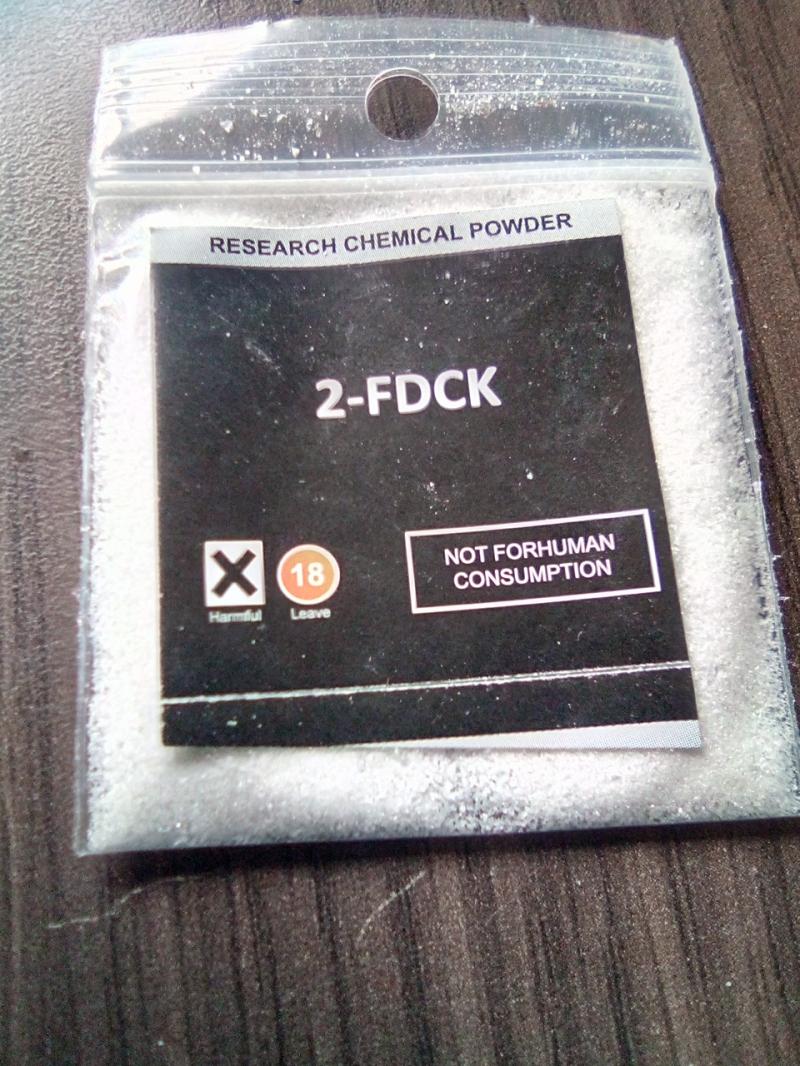 RESEARCH CHEMICAL POWDER
2-FDCK
18
Harmful
Leave
NOT FORHUMAN
CONSUMPTION